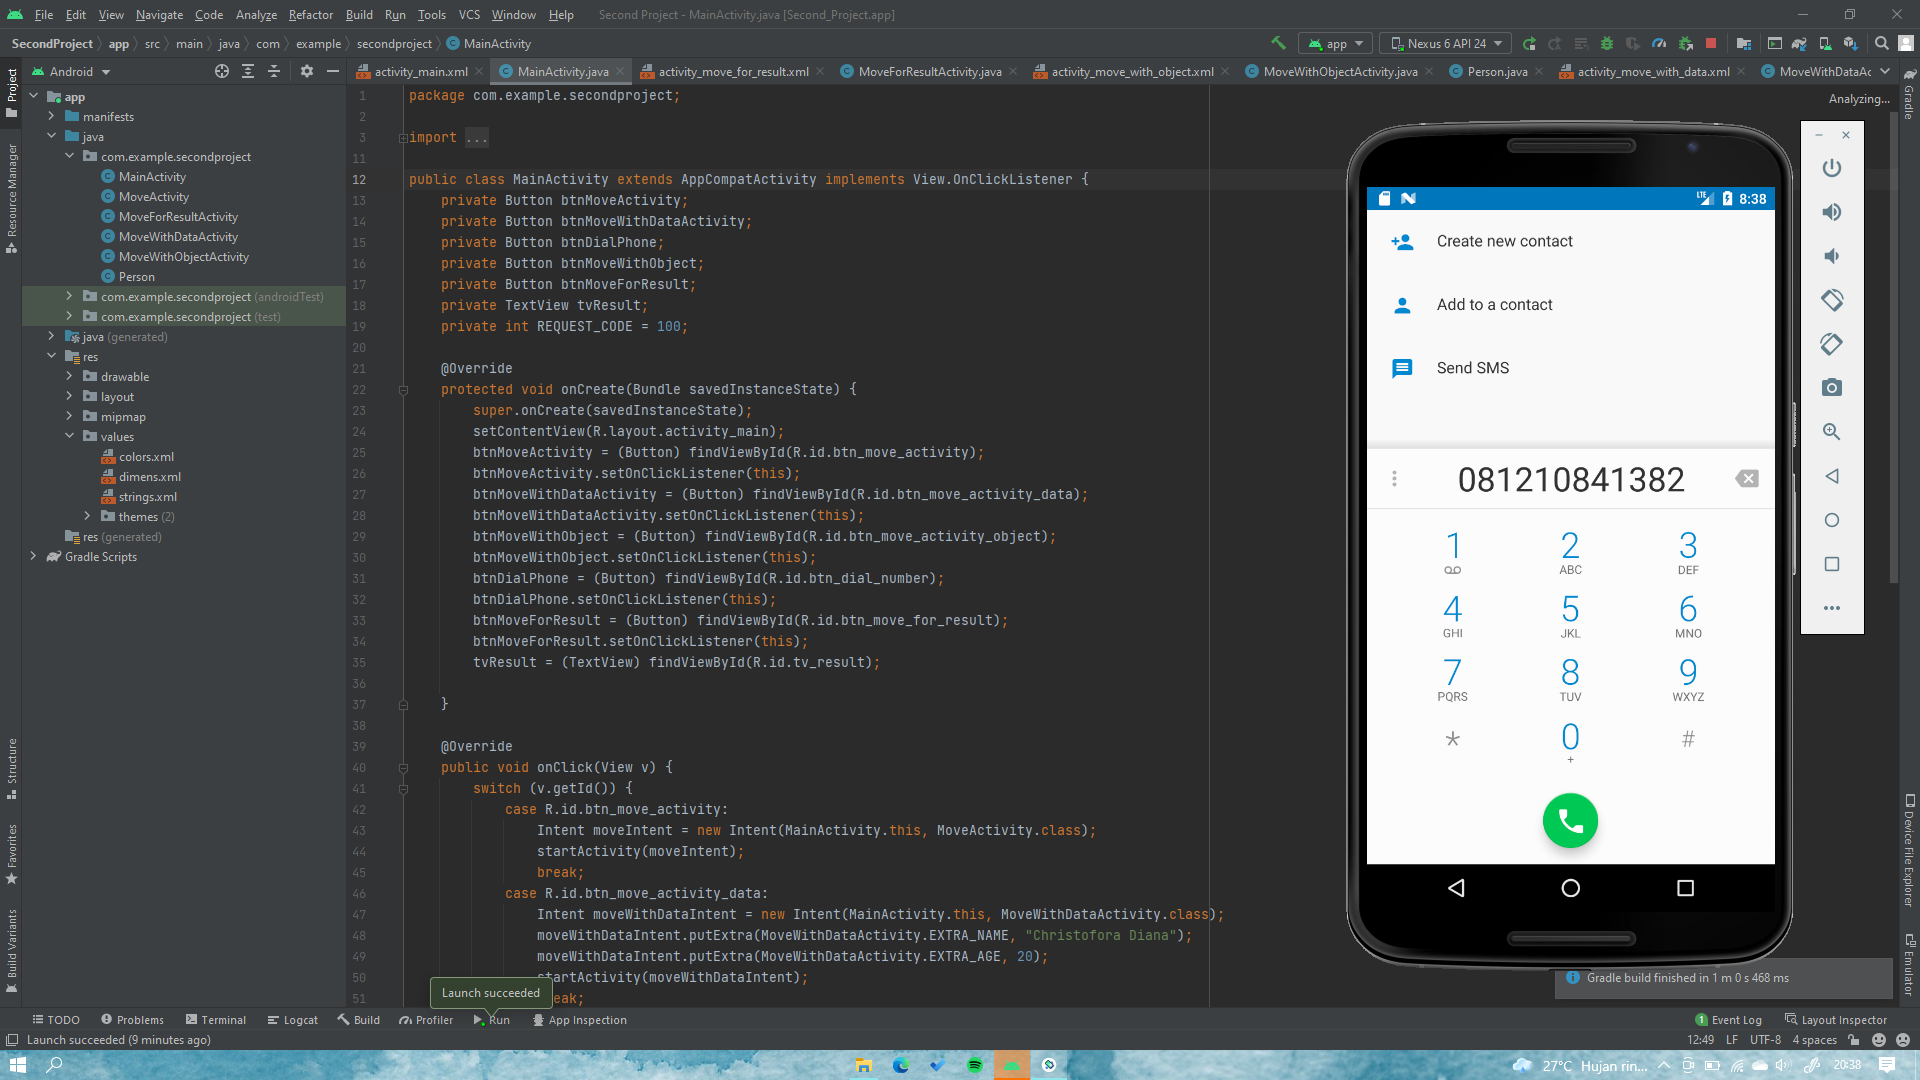 File Edit View Navigate Code Analyze Refactor Build Run Tools VCS Window Help Second Project - MainActivity.java [Second_Project.app]
SecondProject app src main java com example secondproject MainActivity
app Nexus 6 API 24
Android
activity_main.xml MainActivity.java activity_move_for_result.xml MoveForResultActivity.java activity_move_with_object.xml MoveWithObjectActivity.java Person.java activity_move_with_data.xml MoveWithDataAc
Project
Resource Manager
Structure
Favorites
Build Variants
app
manifests
java
com.example.secondproject
MainActivity
MoveActivity
MoveForResultActivity
MoveWithDataActivity
MoveWithObjectActivity
Person
com.example.secondproject (androidTest)
com.example.secondproject (test)
java (generated)
res
drawable
layout
mipmap
values
colors.xml
dimens.xml
strings.xml
themes (2)
res (generated)
Gradle Scripts
Analyzing...
1 package com.example.secondproject;
2
3 import ...
11
12 public class MainActivity extends AppCompatActivity implements View.OnClickListener {
13 private Button btnMoveActivity;
14 private Button btnMoveWithDataActivity;
15 private Button btnDialPhone;
16 private Button btnMoveWithObject;
17 private Button btnMoveForResult;
18 private TextView tvResult;
19 private int REQUEST_CODE = 100;
20
21 @Override
22 protected void onCreate(Bundle savedInstanceState) {
23 super.onCreate(savedInstanceState);
24 setContentView(R.layout.activity_main);
25 btnMoveActivity = (Button) findViewById(R.id.btn_move_activity);
26 btnMoveActivity.setOnClickListener(this);
27 btnMoveWithDataActivity = (Button) findViewById(R.id.btn_move_activity_data);
28 btnMoveWithDataActivity.setOnClickListener(this);
29 btnMoveWithObject = (Button) findViewById(R.id.btn_move_activity_object);
30 btnMoveWithObject.setOnClickListener(this);
31 btnDialPhone = (Button) findViewById(R.id.btn_dial_number);
32 btnDialPhone.setOnClickListener(this);
33 btnMoveForResult = (Button) findViewById(R.id.btn_move_for_result);
34 btnMoveForResult.setOnClickListener(this);
35 tvResult = (TextView) findViewById(R.id.tv_result);
36
37 }
38
39 @Override
40 public void onClick(View v) {
41 switch (v.getId()) {
42 case R.id.btn_move_activity:
43 Intent moveIntent = new Intent(MainActivity.this, MoveActivity.class);
44 startActivity(moveIntent);
45 break;
46 case R.id.btn_move_activity_data:
47 Intent moveWithDataIntent = new Intent(MainActivity.this, MoveWithDataActivity.class);
48 moveWithDataIntent.putExtra(MoveWithDataActivity.EXTRA_NAME, "Christofora Diana");
49 moveWithDataIntent.putExtra(MoveWithDataActivity.EXTRA_AGE, 20);
50 startActivity(moveWithDataIntent);
51 eak;
Launch succeeded
LTE 8:38
Create new contact
Add to a contact
Send SMS
081210841382
1 2 3
ABC DEF
4 5 6
GHI JKL MNO
7 8 9
PQRS TUV WXYZ
* 0 #
+
Gradle
Device File Explorer
Emulator
Gradle build finished in 1 m 0 s 468 ms
TODO Problems Terminal Logcat Build Profiler Run App Inspection 1 Event Log Layout Inspector
Launch succeeded (9 minutes ago) 12:49 LF UTF-8 4 spaces
27°C Hujan rin... 20:38